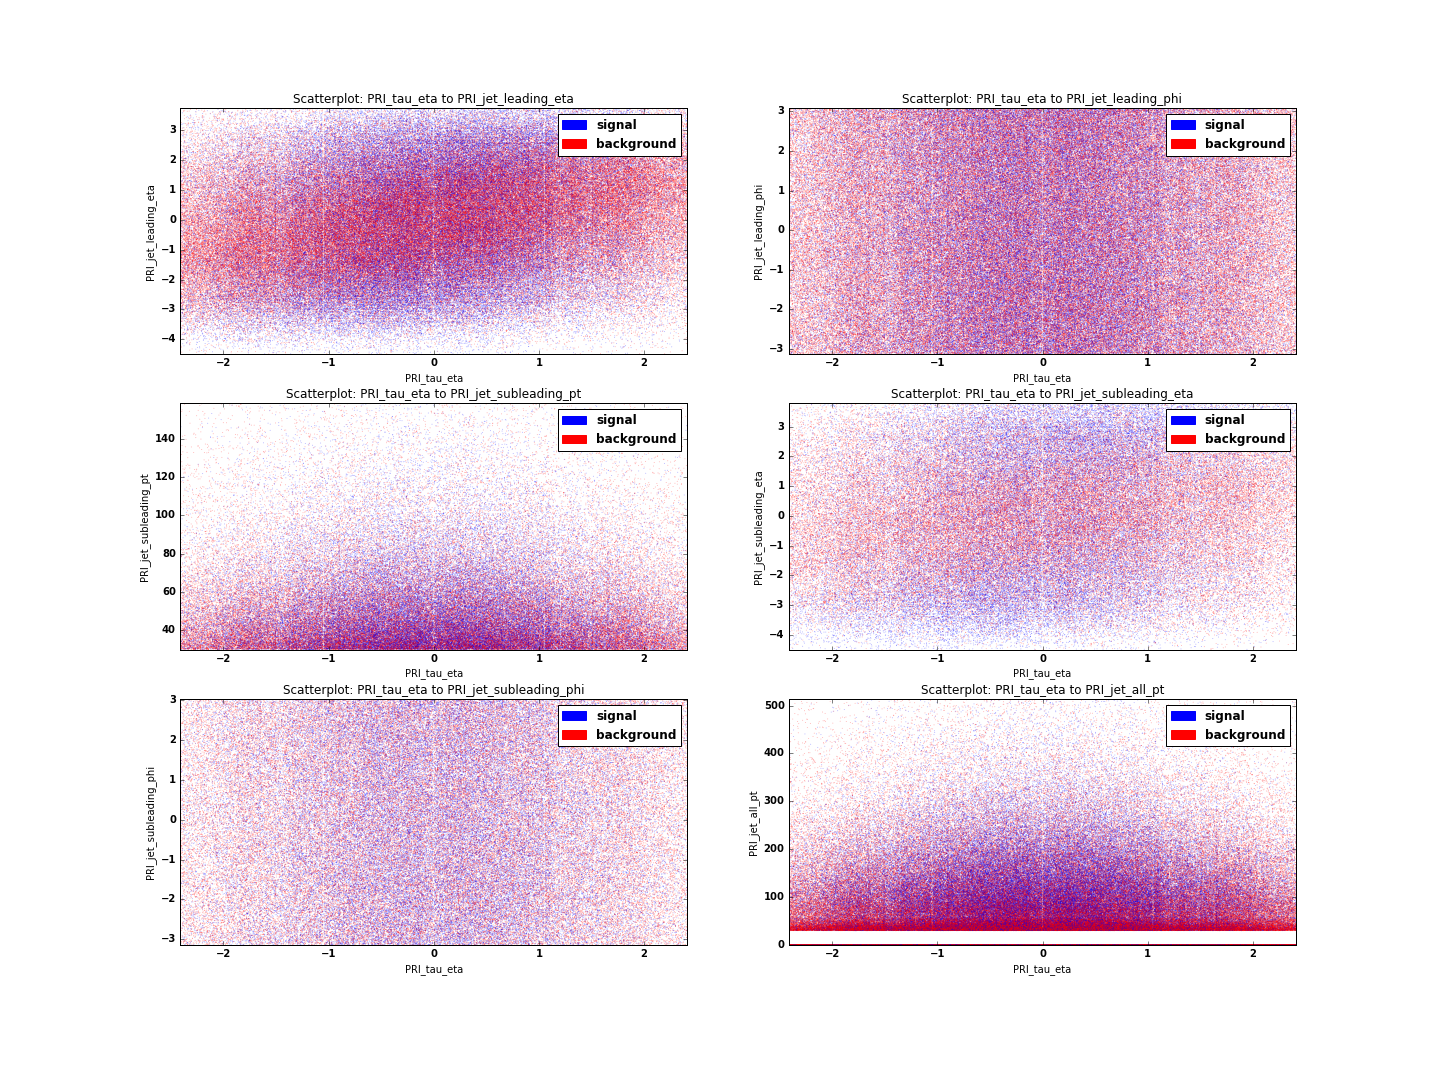 Scatterplot: PRI_tau_eta to PRI_jet_leading_eta
signal
background
3
2
1
0
−1
−2
−3
−4
PRI_jet_leading_eta
−2 −1 0 1 2
PRI_tau_eta
Scatterplot: PRI_tau_eta to PRI_jet_leading_phi
signal
background
3
2
1
0
−1
−2
−3
PRI_jet_leading_phi
−2 −1 0 1 2
PRI_tau_eta
Scatterplot: PRI_tau_eta to PRI_jet_subleading_pt
signal
background
140
120
100
80
60
40
PRI_jet_subleading_pt
−2 −1 0 1 2
PRI_tau_eta
Scatterplot: PRI_tau_eta to PRI_jet_subleading_eta
signal
background
3
2
1
0
−1
−2
−3
−4
PRI_jet_subleading_eta
−2 −1 0 1 2
PRI_tau_eta
Scatterplot: PRI_tau_eta to PRI_jet_subleading_phi
signal
background
3
2
1
0
−1
−2
−3
PRI_jet_subleading_phi
−2 −1 0 1 2
PRI_tau_eta
Scatterplot: PRI_tau_eta to PRI_jet_all_pt
signal
background
500
400
300
200
100
0
PRI_jet_all_pt
−2 −1 0 1 2
PRI_tau_eta